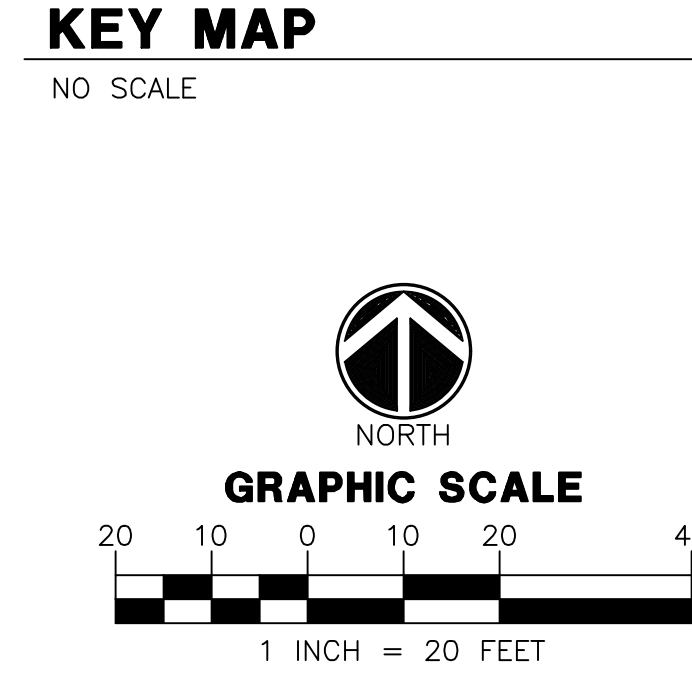 KEY MAP
NO SCALE
NORTH
GRAPHIC SCALE
20 10 0 10 20
1 INCH = 20 FEET